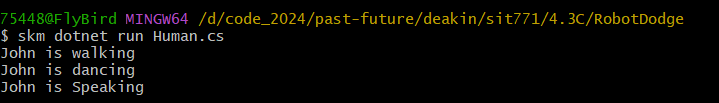 75448@FlyBird MINGW64 /d/code_2024/past-future/deakin/sit771/4.3C/RobotDodge
$ skm dotnet run Human.cs
John is walking
John is dancing
John is Speaking